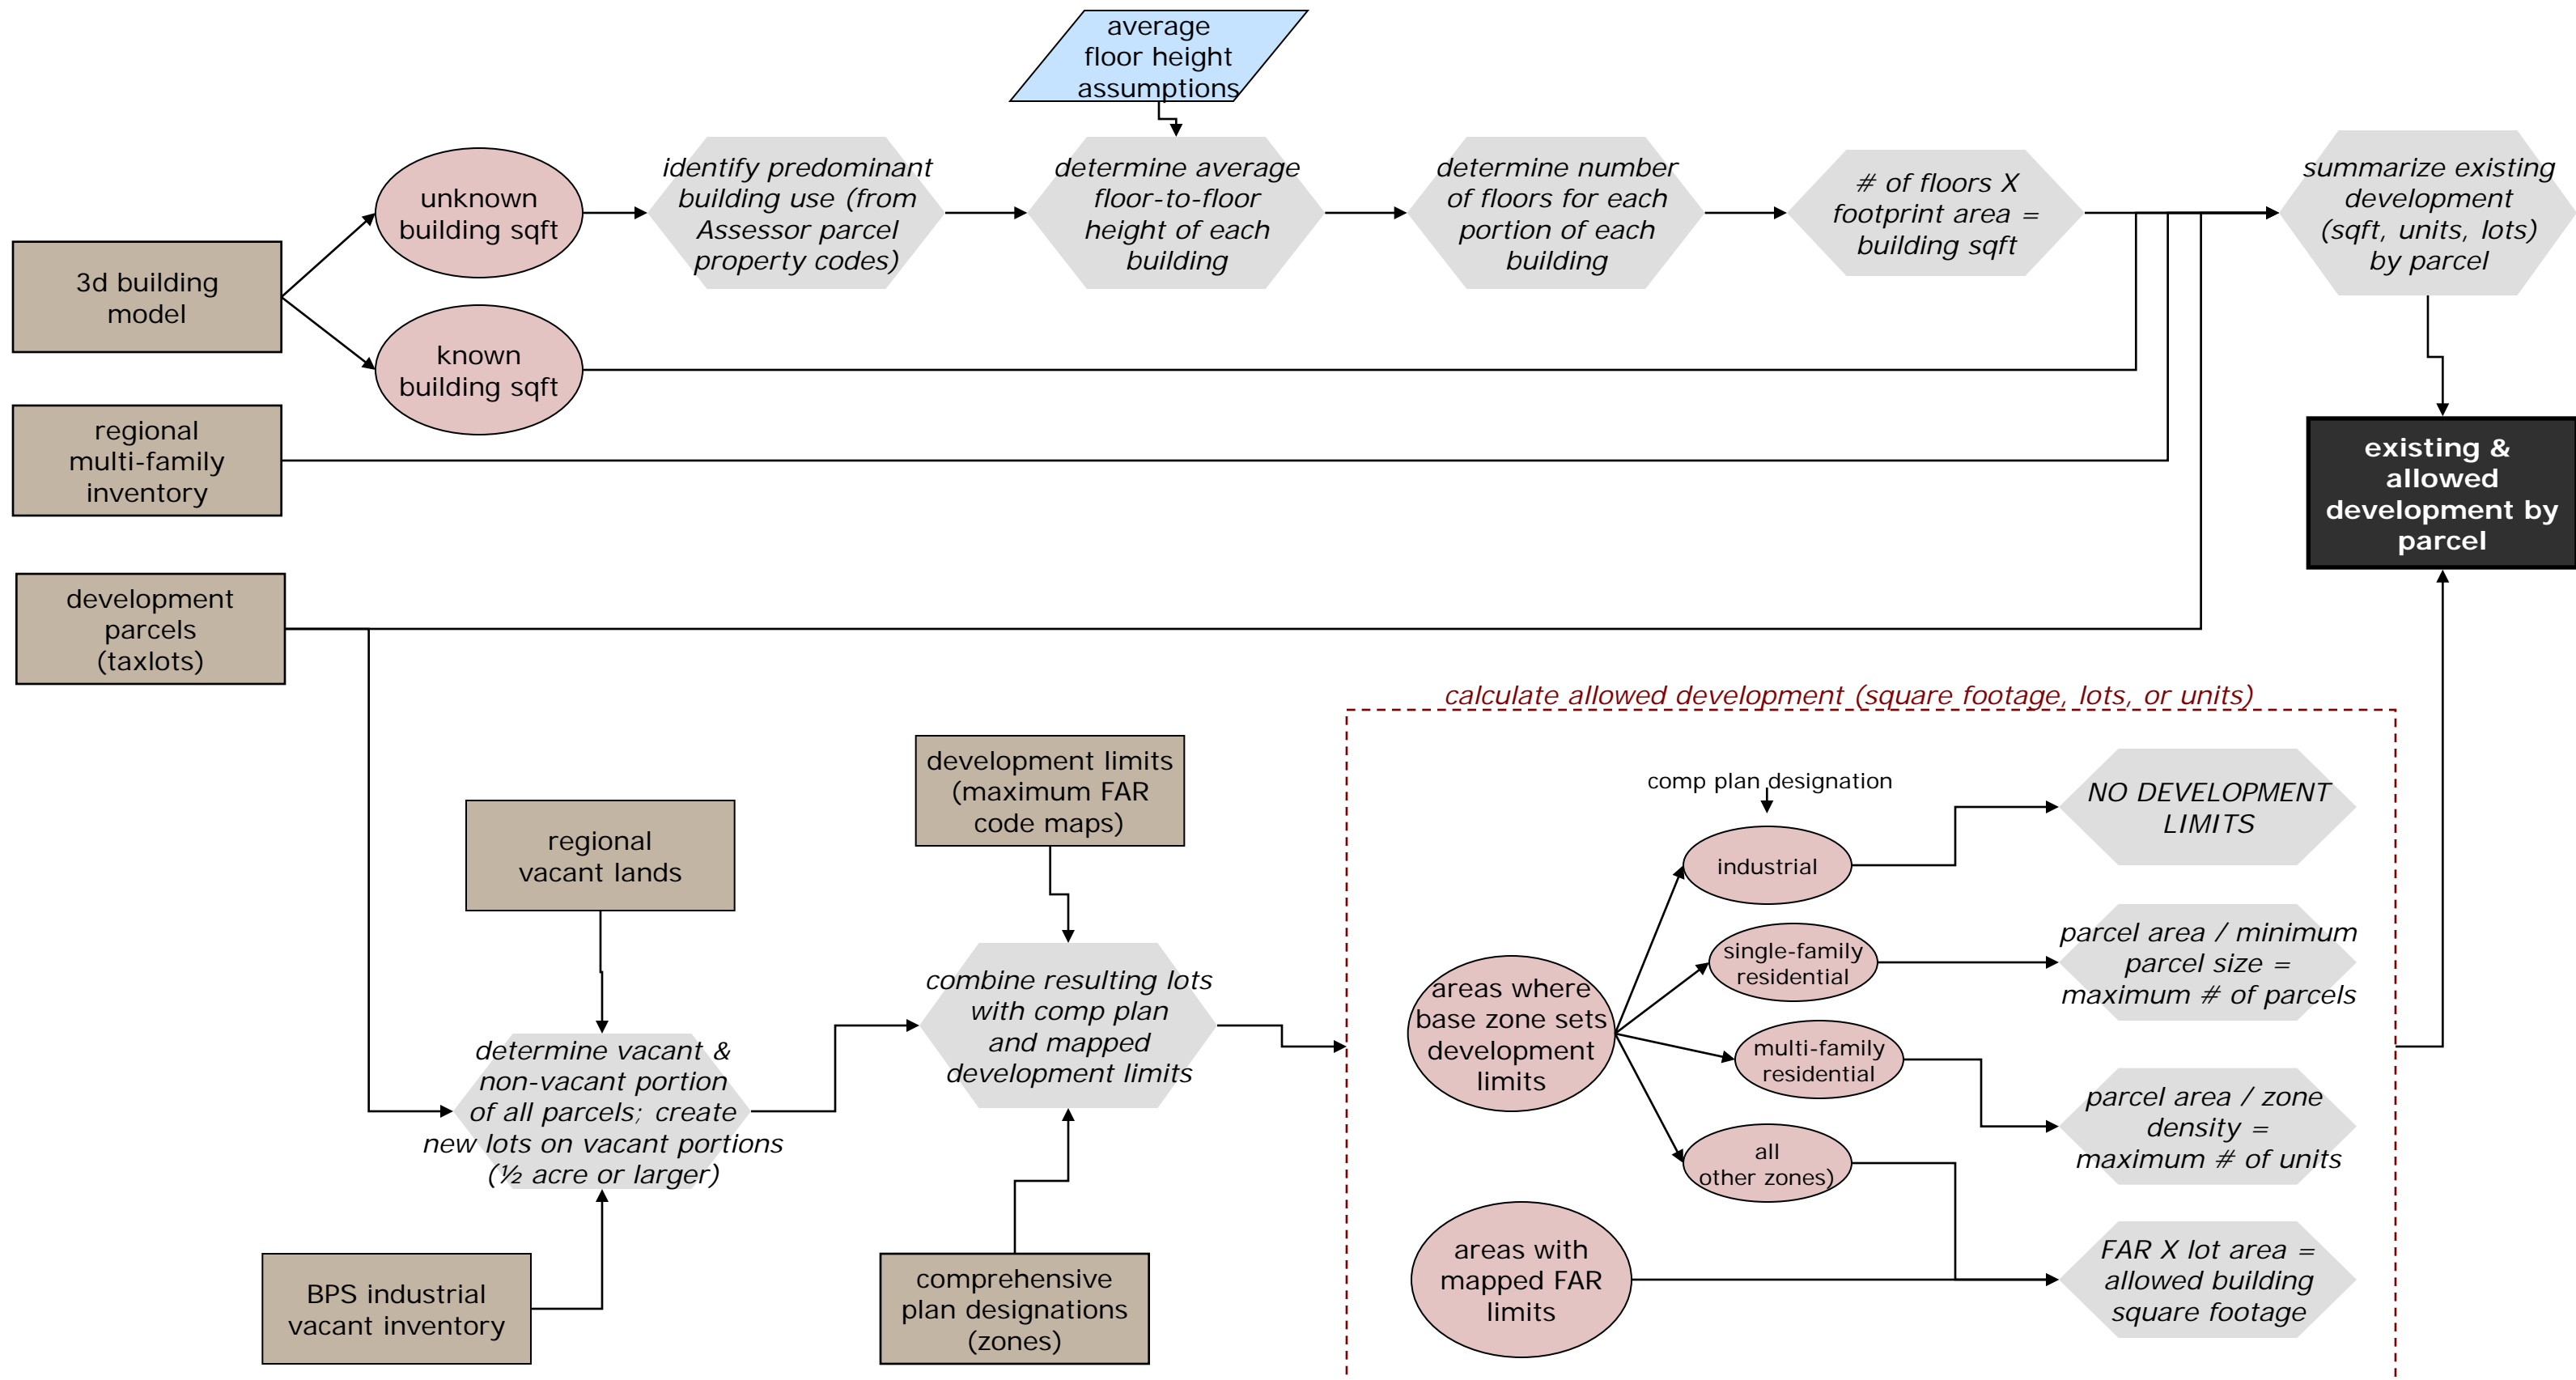 average
floor height
assumptions
unknown
building sqft
identify predominant
building use (from
Assessor parcel
property codes)
determine average
floor-to-floor
height of each
building
determine number
of floors for each
portion of each
building
# of floors X
footprint area =
building sqft
summarize existing
development
(sqft, units, lots)
by parcel
3d building
model
known
building sqft
regional
multi-family
inventory
existing &
allowed
development by
parcel
development
parcels
(taxlots)
calculate allowed development (square footage, lots, or units)
regional
vacant lands
development limits
(maximum FAR
code maps)
determine vacant &
non-vacant portion
of all parcels; create
new lots on vacant portions
(½ acre or larger)
combine resulting lots
with comp plan
and mapped
development limits
BPS industrial
vacant inventory
comprehensive
plan designations
(zones)
comp plan designation
areas where
base zone sets
development
limits
industrial
NO DEVELOPMENT
LIMITS
single-family
residential
parcel area / minimum
parcel size =
maximum # of parcels
multi-family
residential
parcel area / zone
density =
maximum # of units
all
other zones)
areas with
mapped FAR
limits
FAR X lot area =
allowed building
square footage